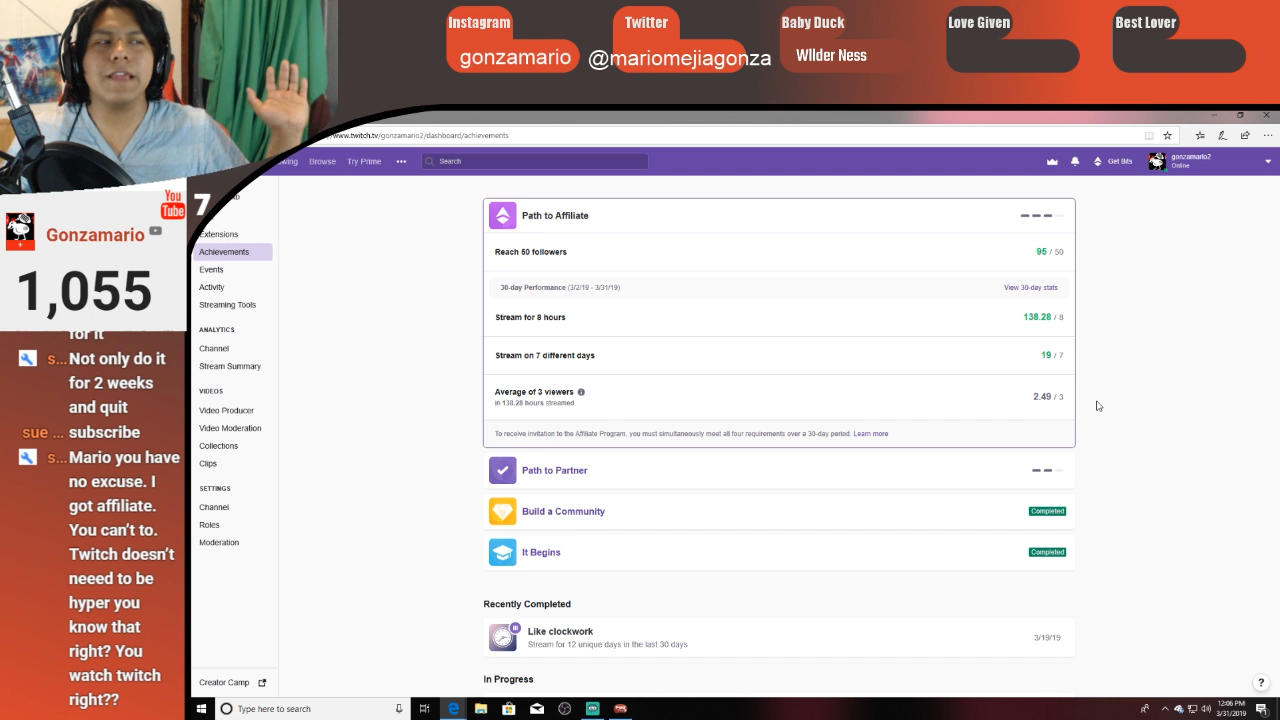 Instagram
gonzamario
Twitter
@mariomejiagonza
Baby Duck
WIlder Ness
Love Given
Best Lover
www.twitch.tv/gonzamario2/dashboard/achievements
Browse
Try Prime
Search
Get Bits
gonzamario2
Online
You
Tube
7
Gonzamario
1,055
for it
s... Not only do it
for 2 weeks
and quit
sue ... subscribe
s... Mario you have
no excuse. I
got affiliate.
You can't to.
Twitch doesn't
neeed to be
hyper you
know that
right? You
watch twitch
right??
Extensions
Achievements
Events
Activity
Streaming Tools
ANALYTICS
Channel
Stream Summary
VIDEOS
Video Producer
Video Moderation
Collections
Clips
SETTINGS
Channel
Roles
Moderation
Creator Camp
Path to Affiliate
Reach 50 followers
95 / 50
30-day Performance (3/2/19 - 3/31/19)
View 30-day stats
Stream for 8 hours
138.28 / 8
Stream on 7 different days
19 / 7
Average of 3 viewers
in 138.28 hours streamed
2.49 / 3
To receive invitation to the Affiliate Program, you must simultaneously meet all four requirements over a 30-day period. Learn more
Path to Partner
Build a Community
Completed
It Begins
Completed
Recently Completed
Like clockwork
Stream for 12 unique days in the last 30 days
3/19/19
In Progress
?
Type here to search
12:06 PM
3/31/2019